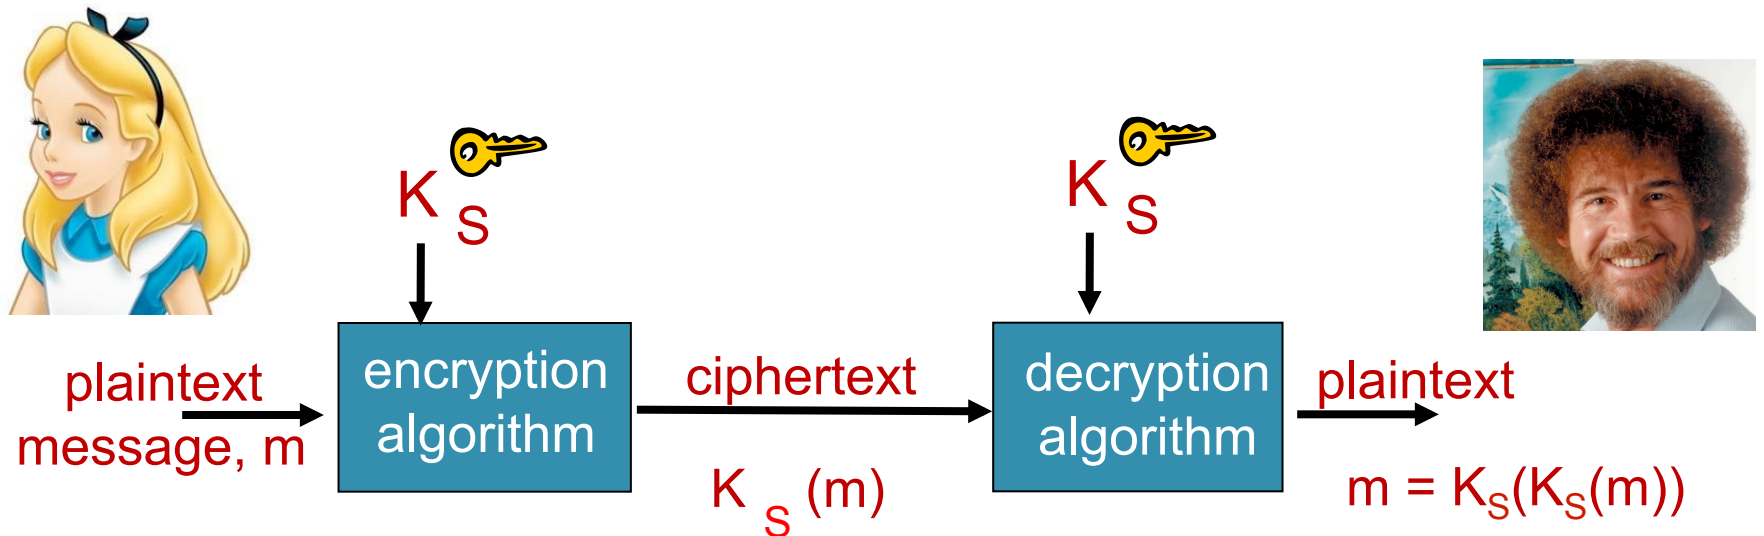 K S
K S
plaintext
message, m
encryption
algorithm
ciphertext
K S (m)
decryption
algorithm
plaintext
m = KS(KS(m))